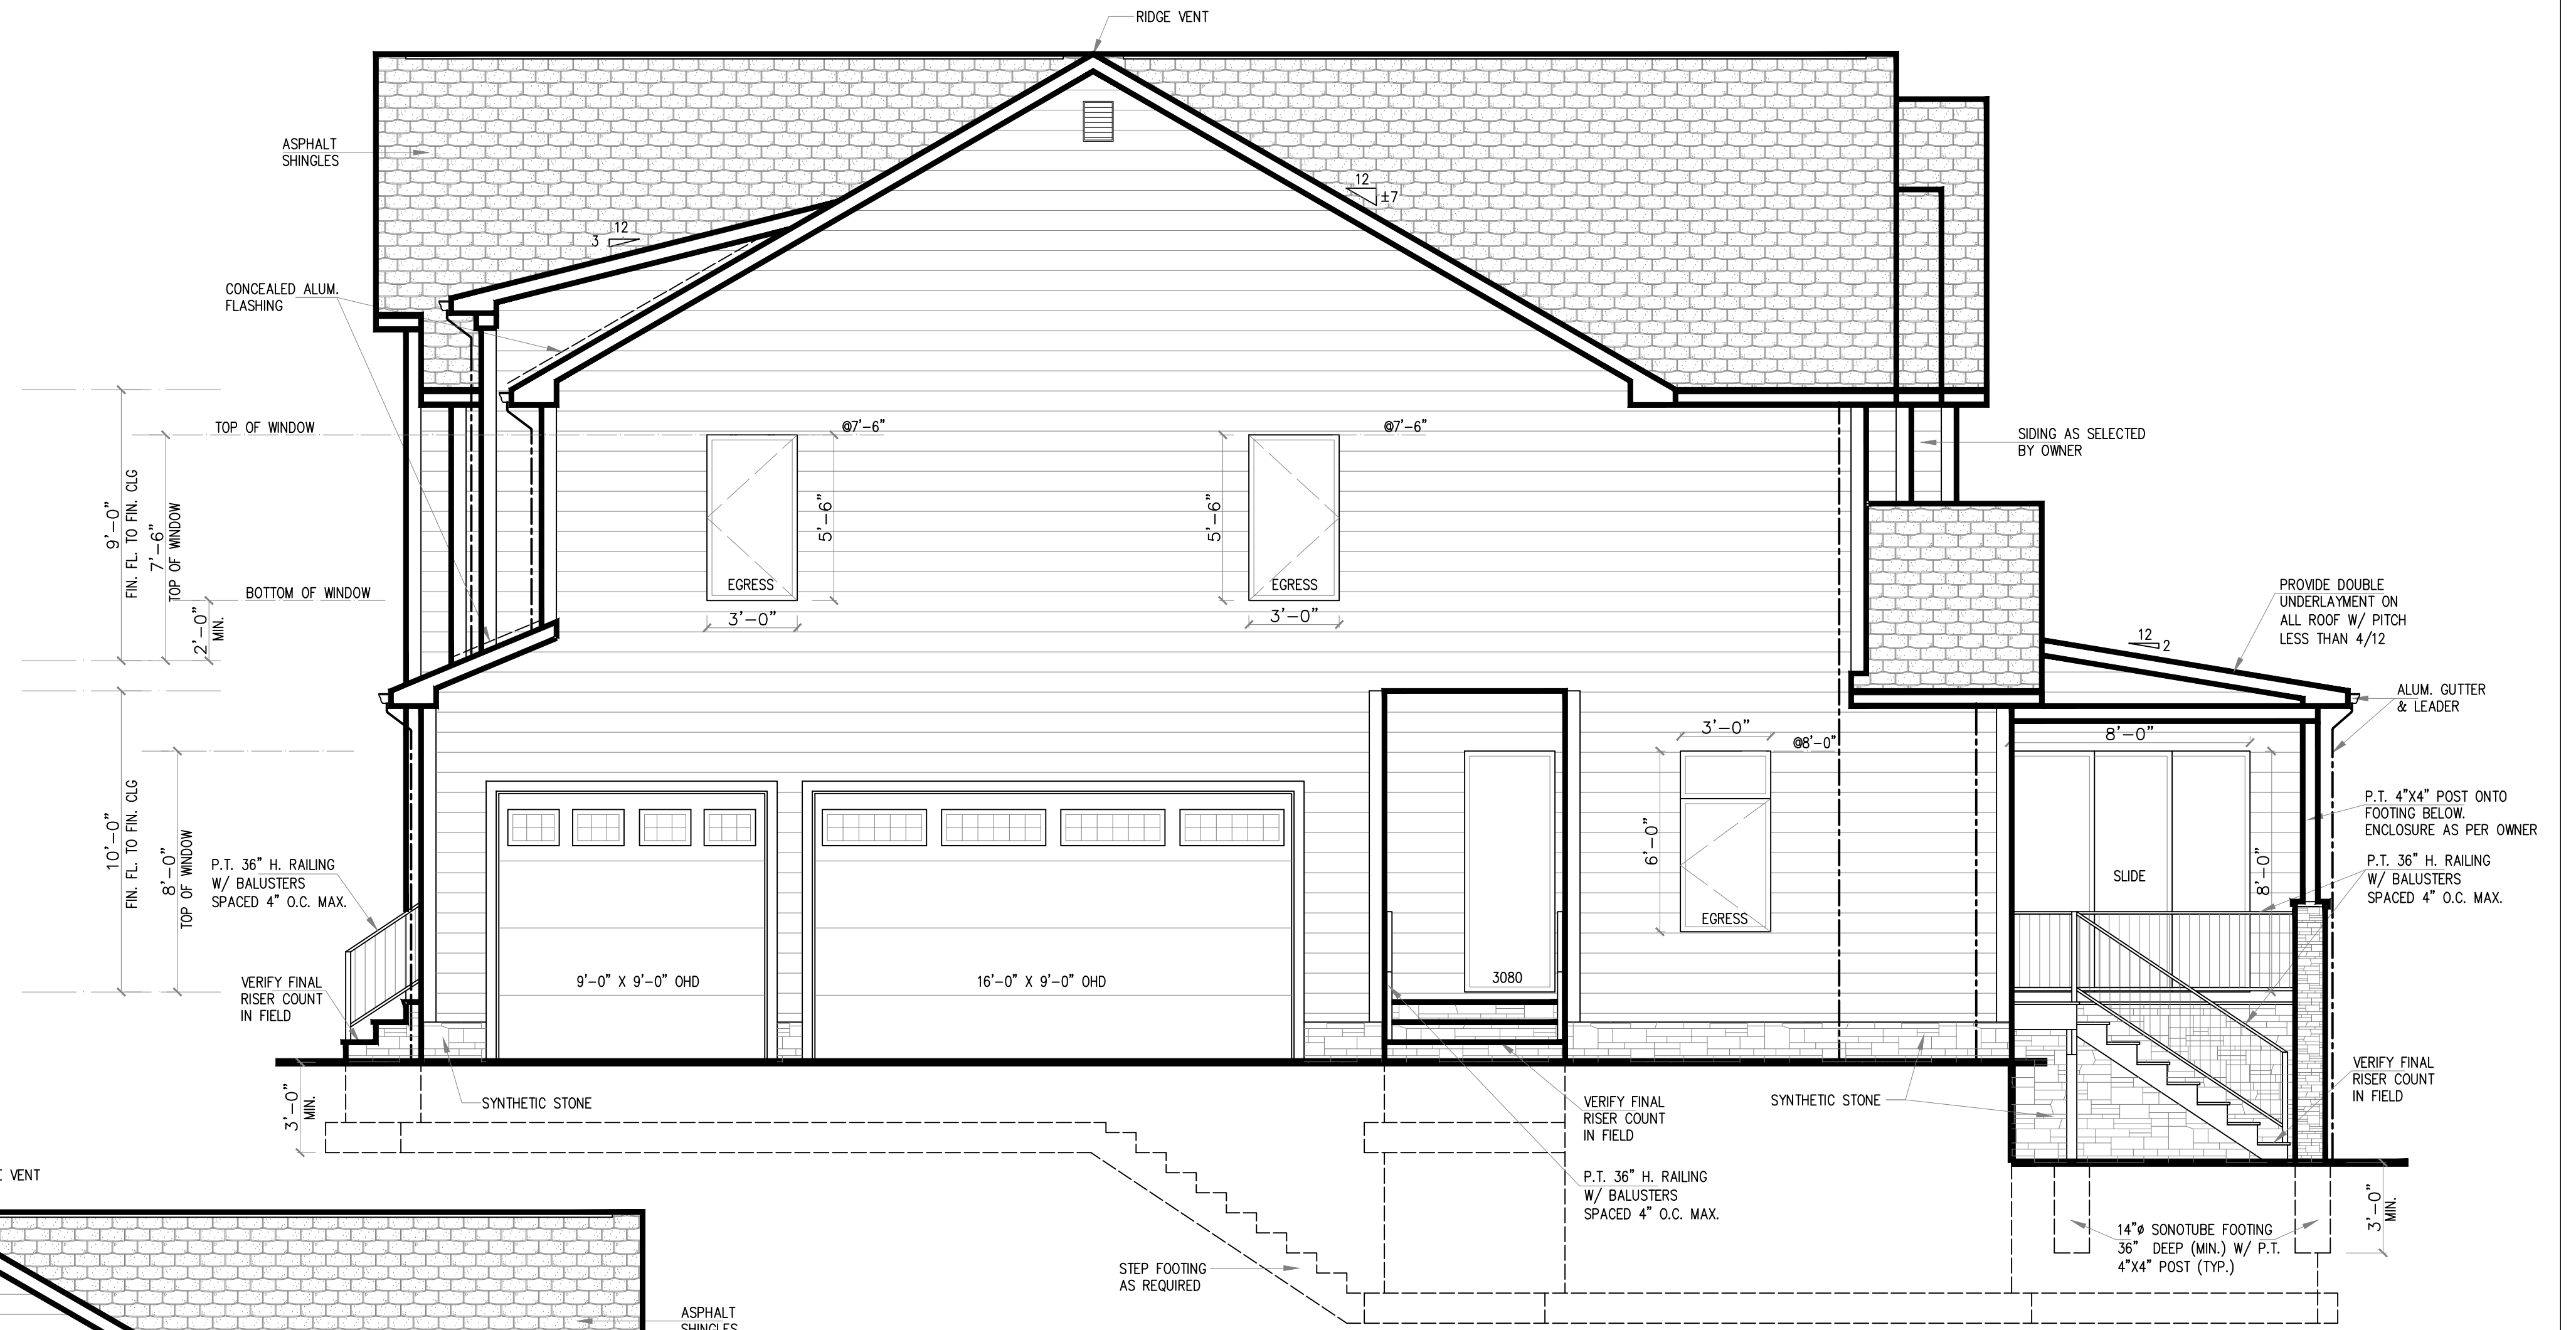 RIDGE VENT
ASPHALT
SHINGLES
12
±7
12
3
CONCEALED ALUM.
FLASHING
TOP OF WINDOW
@7'-6"
@7'-6"
SIDING AS SELECTED
BY OWNER
9'-0"
FIN. FL. TO FIN. CLG
7'-6"
TOP OF WINDOW
5'-6"
5'-6"
BOTTOM OF WINDOW
2'-0"
MIN.
EGRESS
EGRESS
3'-0"
3'-0"
PROVIDE DOUBLE
UNDERLAYMENT ON
ALL ROOF W/ PITCH
LESS THAN 4/12
12
2
ALUM. GUTTER
& LEADER
3'-0"
@8'-0"
8'-0"
10'-0"
FIN. FL. TO FIN. CLG
8'-0"
TOP OF WINDOW
P.T. 36" H. RAILING
W/ BALUSTERS
SPACED 4" O.C. MAX.
6'-0"
EGRESS
SLIDE
8'-0"
P.T. 4"X4" POST ONTO
FOOTING BELOW.
ENCLOSURE AS PER OWNER
P.T. 36" H. RAILING
W/ BALUSTERS
SPACED 4" O.C. MAX.
VERIFY FINAL
RISER COUNT
IN FIELD
9'-0" X 9'-0" OHD
16'-0" X 9'-0" OHD
3080
3'-0"
MIN.
SYNTHETIC STONE
VERIFY FINAL
RISER COUNT
IN FIELD
SYNTHETIC STONE
VERIFY FINAL
RISER COUNT
IN FIELD
P.T. 36" H. RAILING
W/ BALUSTERS
SPACED 4" O.C. MAX.
14"ø SONOTUBE FOOTING
36" DEEP (MIN.) W/ P.T.
4"X4" POST (TYP.)
3'-0"
MIN.
STEP FOOTING
AS REQUIRED
VENT
ASPHALT
SHINGLES